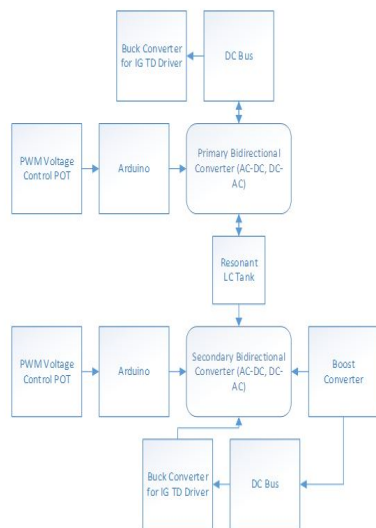 Buck Converter
for IG TD Driver
DC Bus
PWM Voltage
Control POT
Arduino
Primary Bidirectional
Converter (AC-DC, DC-
AC)
Resonant
LC Tank
PWM Voltage
Control POT
Arduino
Secondary Bidirectional
Converter (AC-DC, DC-
AC)
Boost
Converter
Buck Converter
for IG TD Driver
DC Bus